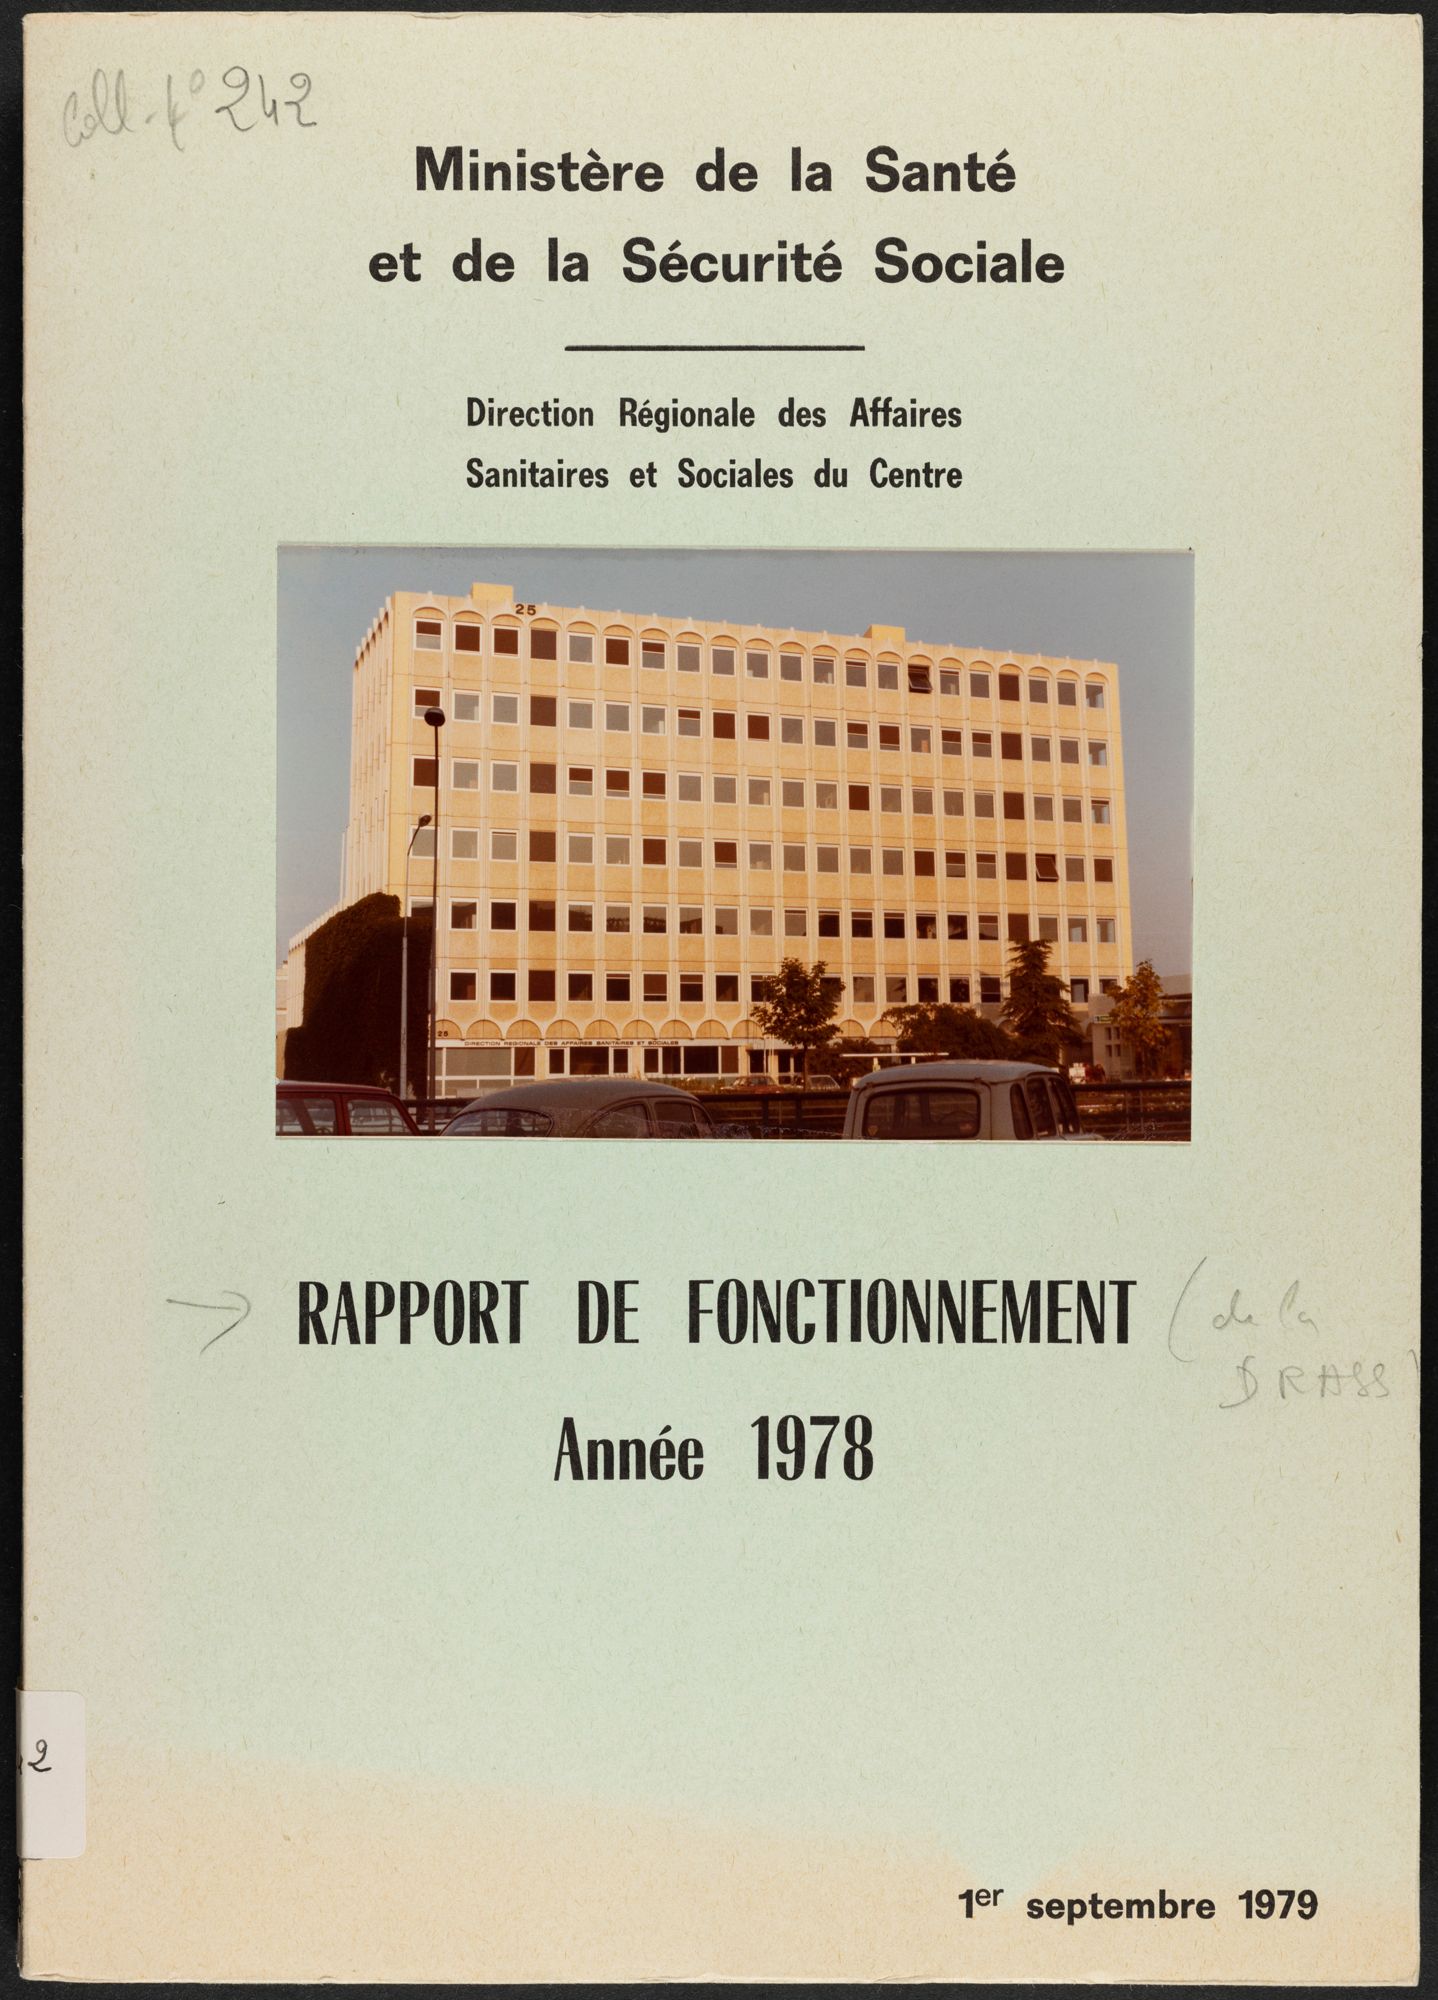 Coll. 4° 242
Ministère de la Santé
et de la Sécurité Sociale
Direction Régionale des Affaires
Sanitaires et Sociales du Centre
25
25
DIRECTION REGIONALE DES AFFAIRES SANITAIRES ET SOCIALES
RAPPORT DE FONCTIONNEMENT (de la
DRASS)
Année 1978
2
1er septembre 1979